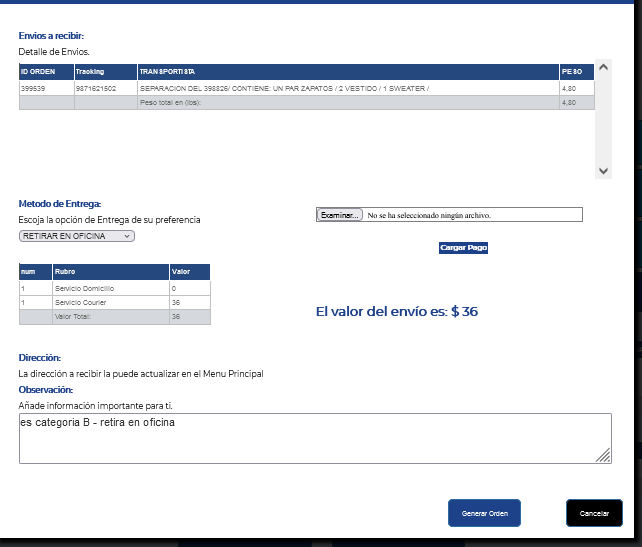 Envios a recibir:
Detalle de Envios.
ID ORDEN Tracking TRANSPORTISTA PESO
399539 9871621502 SEPARACION DEL 398826/ CONTIENE: UN PAR ZAPATOS / 2 VESTIDO / 1 SWEATER / 4,80
Peso total en (lbs): 4,80
Metodo de Entrega:
Escoja la opción de Entrega de su preferencia
RETIRAR EN OFICINA
Examinar... No se ha seleccionado ningún archivo.
Cargar Pago
num Rubro Valor
1 Servicio Domicilio 0
1 Servicio Courier 36
Valor Total: 36
El valor del envío es: $ 36
Dirección:
La dirección a recibir la puede actualizar en el Menu Principal
Observación:
Añade información importante para ti.
es categoria B - retira en oficina
Generar Orden Cancelar